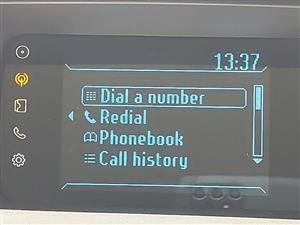 13:37
Dial a number
Redial
Phonebook
Call history